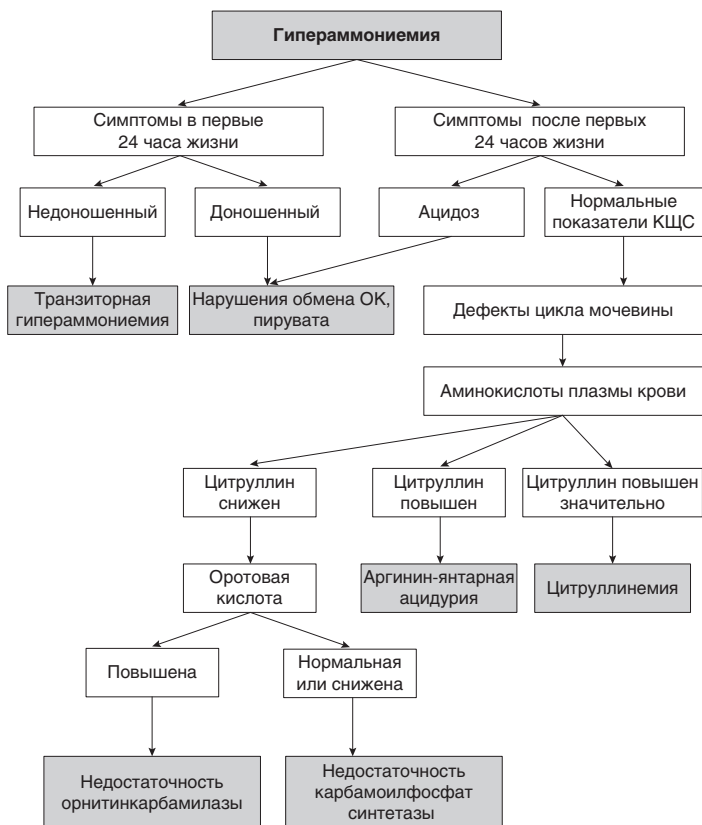 Гипераммониемия
Симптомы в первые
24 часа жизни
Симптомы после первых
24 часов жизни
Недоношенный
Доношенный
Ацидоз
Нормальные
показатели КЩС
Транзиторная
гипераммониемия
Нарушения обмена ОК,
пирувата
Дефекты цикла мочевины
Аминокислоты плазмы крови
Цитруллин
снижен
Цитруллин
повышен
Цитруллин повышен
значительно
Оротовая
кислота
Аргинин-янтарная
ацидурия
Цитруллинемия
Повышена
Нормальная
или снижена
Недостаточность
орнитинкарбамилазы
Недостаточность
карбамоилфосфат
синтетазы